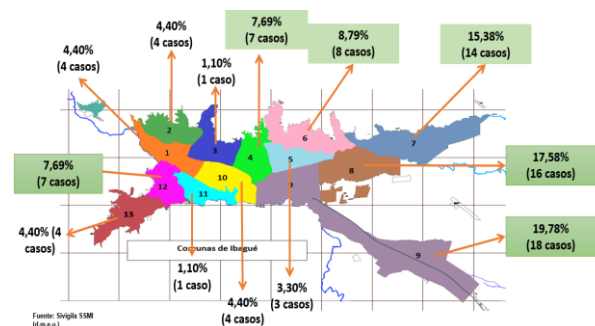 4,40%
(4 casos)
4,40%
(4 casos)
1,10%
(1 caso)
7,69%
(7 casos)
8,79%
(8 casos)
15,38%
(14 casos)
2
1
3
4
6
5
7
7,69%
(7 casos)
12
11
10
9
8
17,58%
(16 casos)
13
4,40% (4
casos)
Comunas de Ibagué
1,10%
(1 caso)
4,40%
(4 casos)
3,30%
(3 casos)
9
19,78%
(18 casos)
Fuente: Sivigila SSMI